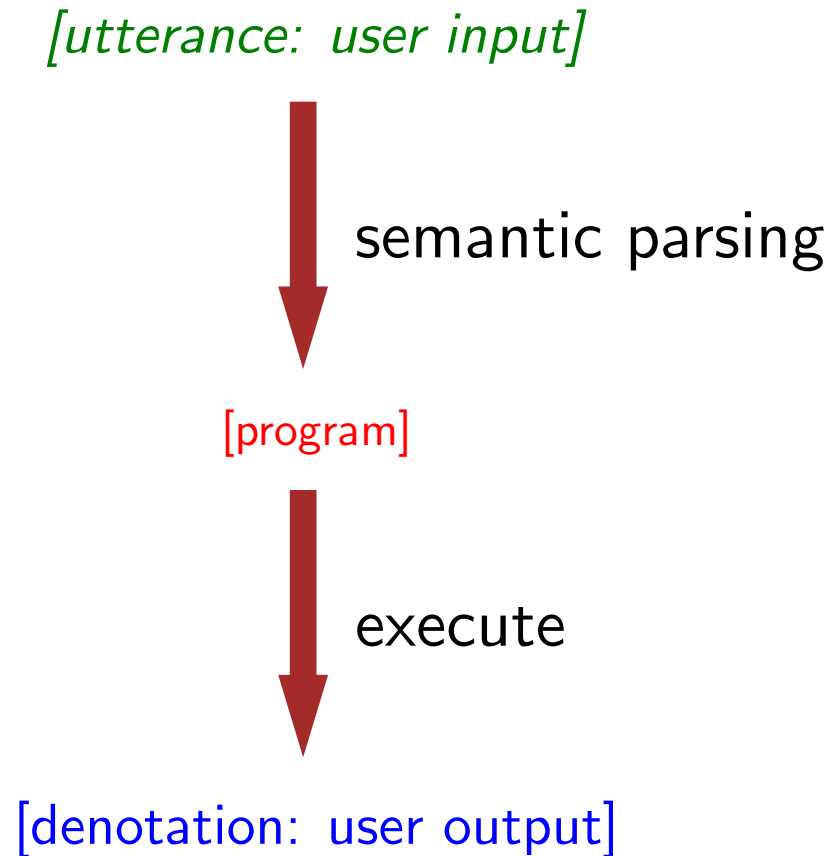 [utterance: user input]
semantic parsing
[program]
execute
[denotation: user output]